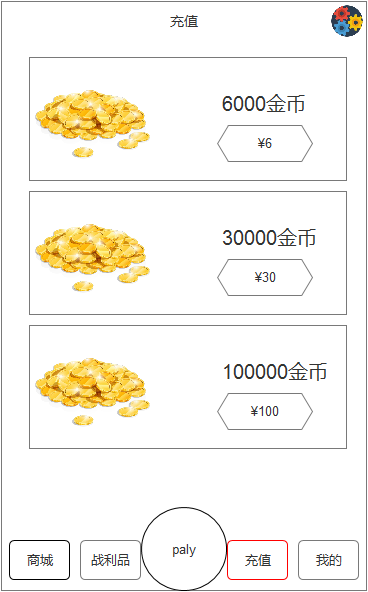 充值
6000金币
¥6
30000金币
¥30
100000金币
¥100
商城
战利品
paly
充值
我的